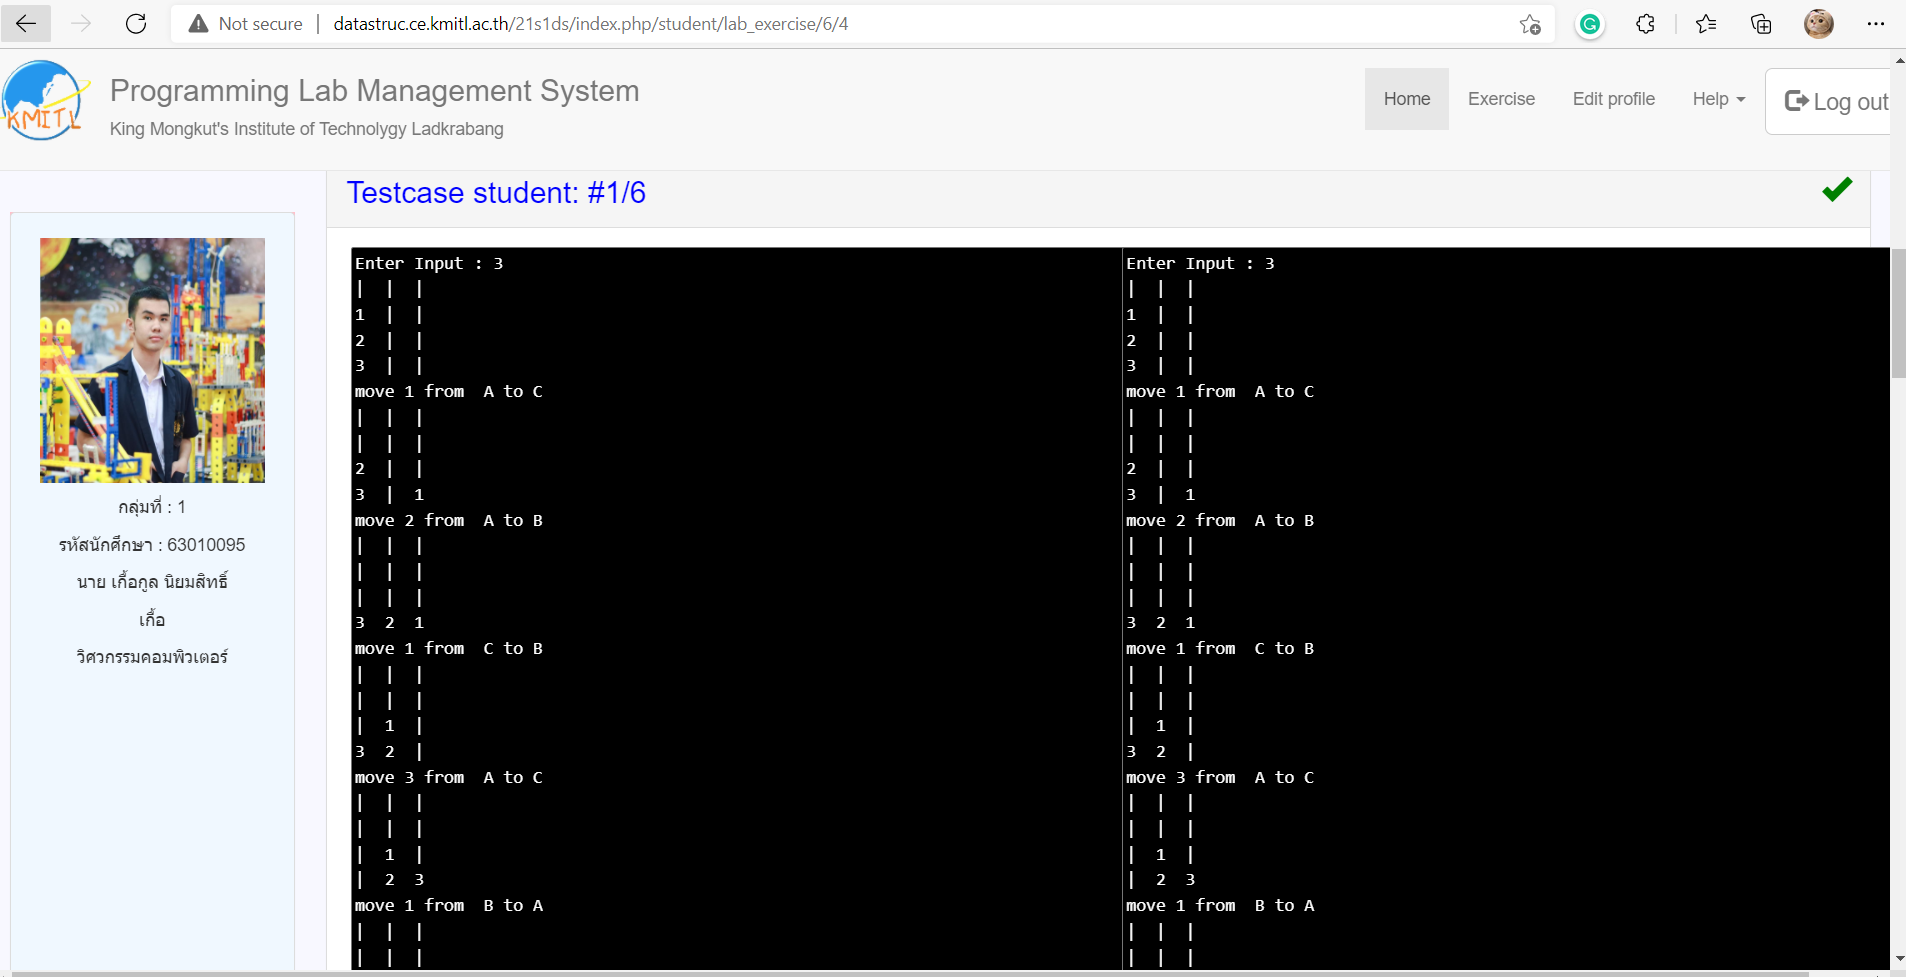 Not secure | datastruc.ce.kmitl.ac.th/21s1ds/index.php/student/lab_exercise/6/4
KMITL
Programming Lab Management System
King Mongkut's Institute of Technolygy Ladkrabang
Home
Exercise
Edit profile
Help
Log out
กลุ่มที่ : 1
รหัสนักศึกษา : 63010095
นาย เกื้อกูล นิยมสิทธิ์
เกื้อ
วิศวกรรมคอมพิวเตอร์
Testcase student: #1/6
Enter Input : 3
|  |  |
1  |  |
2  |  |
3  |  |
move 1 from  A to C
|  |  |
|  |  |
2  |  |
3  |  1
move 2 from  A to B
|  |  |
|  |  |
|  |  |
3  2  1
move 1 from  C to B
|  |  |
|  |  |
|  1  |
3  2  |
move 3 from  A to C
|  |  |
|  |  |
|  1  |
|  2  3
move 1 from  B to A
|  |  |
|  |  |
Enter Input : 3
|  |  |
1  |  |
2  |  |
3  |  |
move 1 from  A to C
|  |  |
|  |  |
2  |  |
3  |  1
move 2 from  A to B
|  |  |
|  |  |
|  |  |
3  2  1
move 1 from  C to B
|  |  |
|  |  |
|  1  |
3  2  |
move 3 from  A to C
|  |  |
|  |  |
|  1  |
|  2  3
move 1 from  B to A
|  |  |
|  |  |